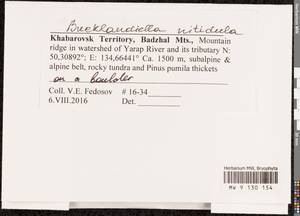 Bucklandiella nitidula
Khabarovsk Territory, Badzhal Mts., Mountain
ridge in watershed of Yarap River and its tributary N:
50,30892°; E: 134,66441° Ca. 1500 m, subalpine &
alpine belt, rocky tundra and Pinus pumila thickets
on a boulder
Coll. V.E. Fedosov # 16-34
6.VIII.2016 Det.
Herbarium MW, Bryophyta
MW 9 130 154